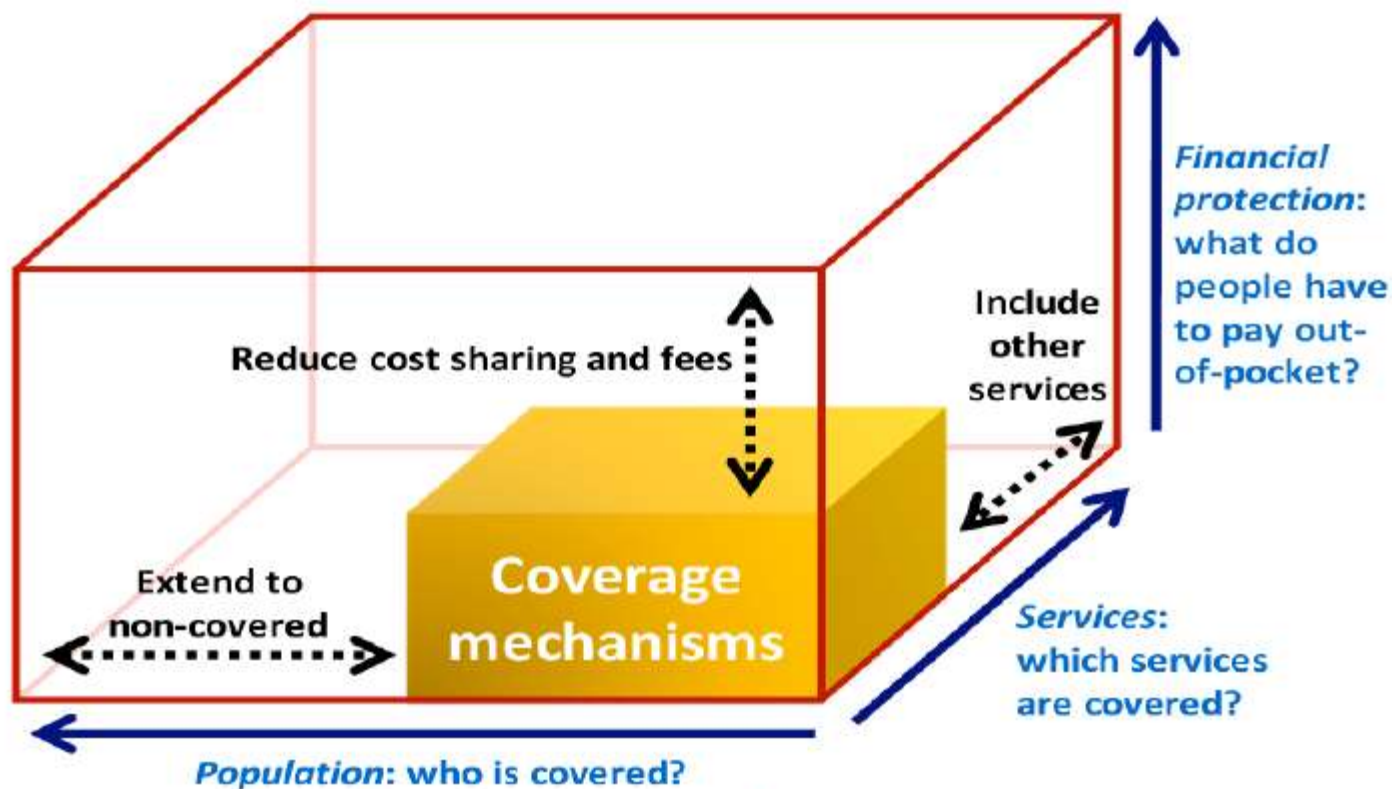 Financial
protection:
what do
people have
to pay out-
of-pocket?
Include
other
services
Reduce cost sharing and fees
Coverage
mechanisms
Extend to
non-covered
Services:
which services
are covered?
Population: who is covered?